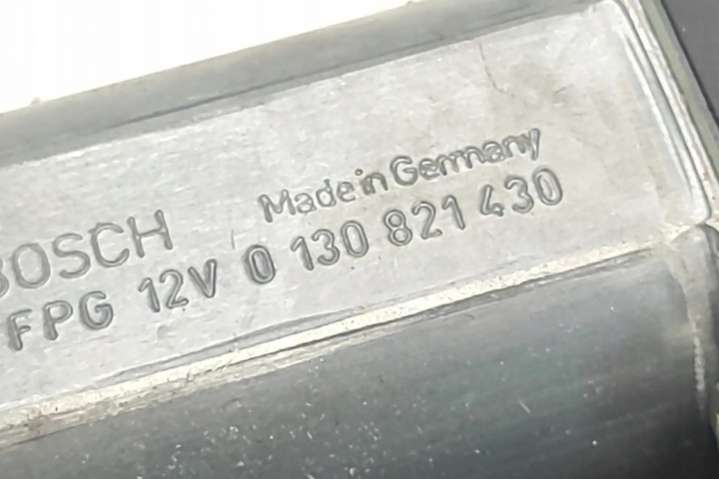 BOSCH
Made in Germany
FPG 12V 0 130 821 430